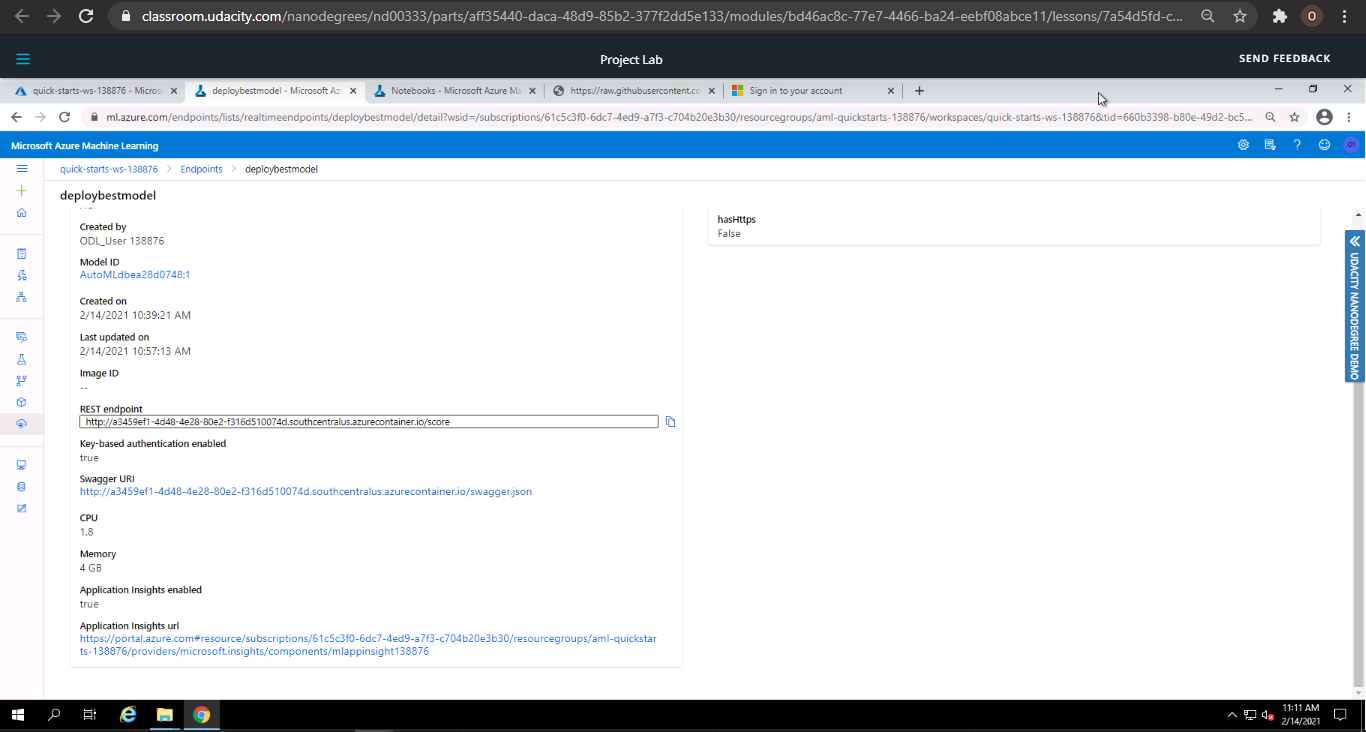 classroom.udacity.com/nanodegrees/nd00333/parts/aff35440-daca-48d9-85b2-377f2dd5e133/modules/bd46ac8c-77e7-4466-ba24-eebf08abce11/lessons/7a54d5fd-c...
O
Project Lab
SEND FEEDBACK
quick-starts-ws-138876 - Micros
deploybestmodel - Microsoft Az
Notebooks - Microsoft Azure Ma
https://raw.githubusercontent.co
Sign in to your account
ml.azure.com/endpoints/lists/realtimeendpoints/deploybestmodel/detail?wsid=/subscriptions/61c5c3f0-6dc7-4ed9-a7f3-c704b20e3b30/resourcegroups/aml-quickstarts-138876/workspaces/quick-starts-ws-138876&tid=660b3398-b80e-49d2-bc5...
Microsoft Azure Machine Learning
O1
quick-starts-ws-138876 > Endpoints > deploybestmodel
deploybestmodel
Created by
ODL_User 138876
Model ID
AutoMLdbea28d0748:1
Created on
2/14/2021 10:39:21 AM
Last updated on
2/14/2021 10:57:13 AM
Image ID
--
REST endpoint
http://a3459ef1-4d48-4e28-80e2-f316d510074d.southcentralus.azurecontainer.io/score
Key-based authentication enabled
true
Swagger URI
http://a3459ef1-4d48-4e28-80e2-f316d510074d.southcentralus.azurecontainer.io/swagger.json
CPU
1.8
Memory
4 GB
Application Insights enabled
true
Application Insights url
https://portal.azure.com#resource/subscriptions/61c5c3f0-6dc7-4ed9-a7f3-c704b20e3b30/resourcegroups/aml-quickstar
ts-138876/providers/microsoft.insights/components/mlappinsight138876
hasHttps
False
UDACITY NANODEGREE DEMO
11:11 AM
2/14/2021